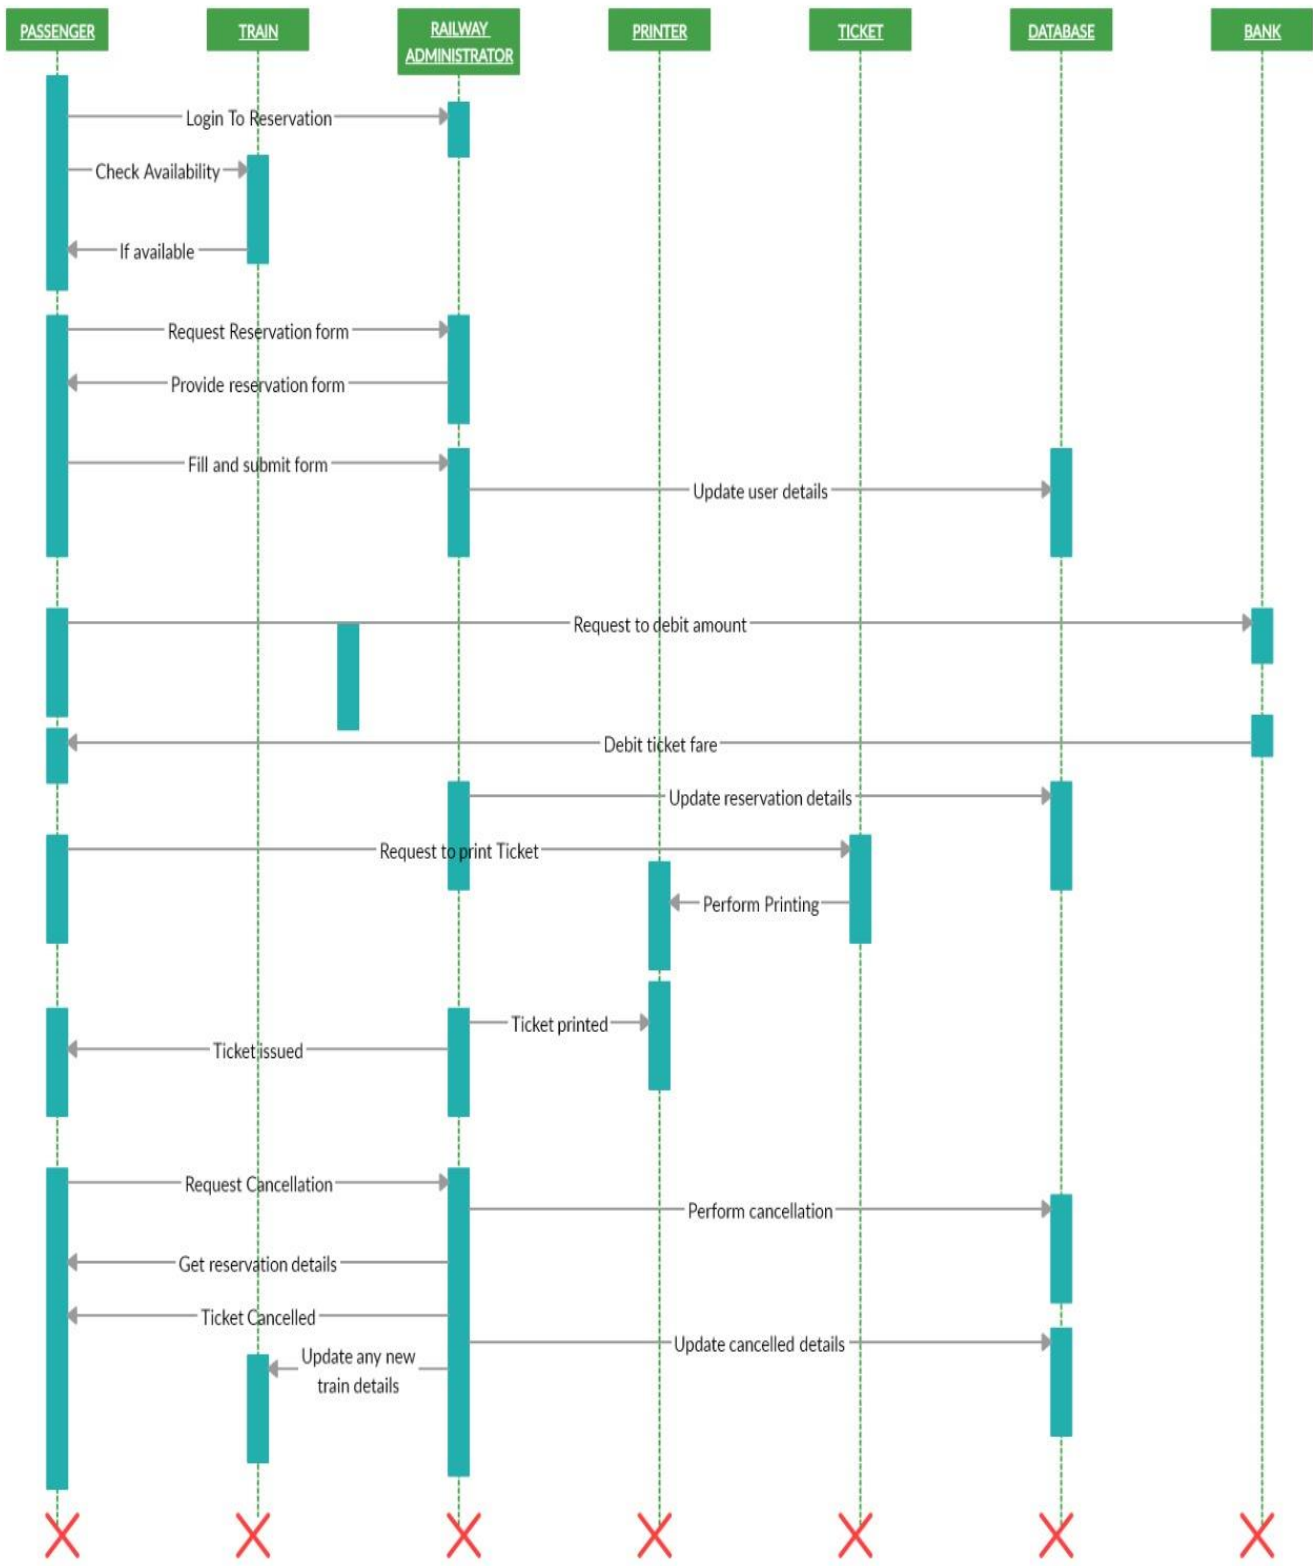 PASSENGER
TRAIN
RAILWAY
ADMINISTRATOR
PRINTER
TICKET
DATABASE
BANK
Login To Reservation
Check Availability
If available
Request Reservation form
Provide reservation form
Fill and submit form
Update user details
Request to debit amount
Debit ticket fare
Update reservation details
Request to print Ticket
Perform Printing
Ticket printed
Ticket issued
Request Cancellation
Perform cancellation
Get reservation details
Ticket Cancelled
Update cancelled details
Update any new
train details